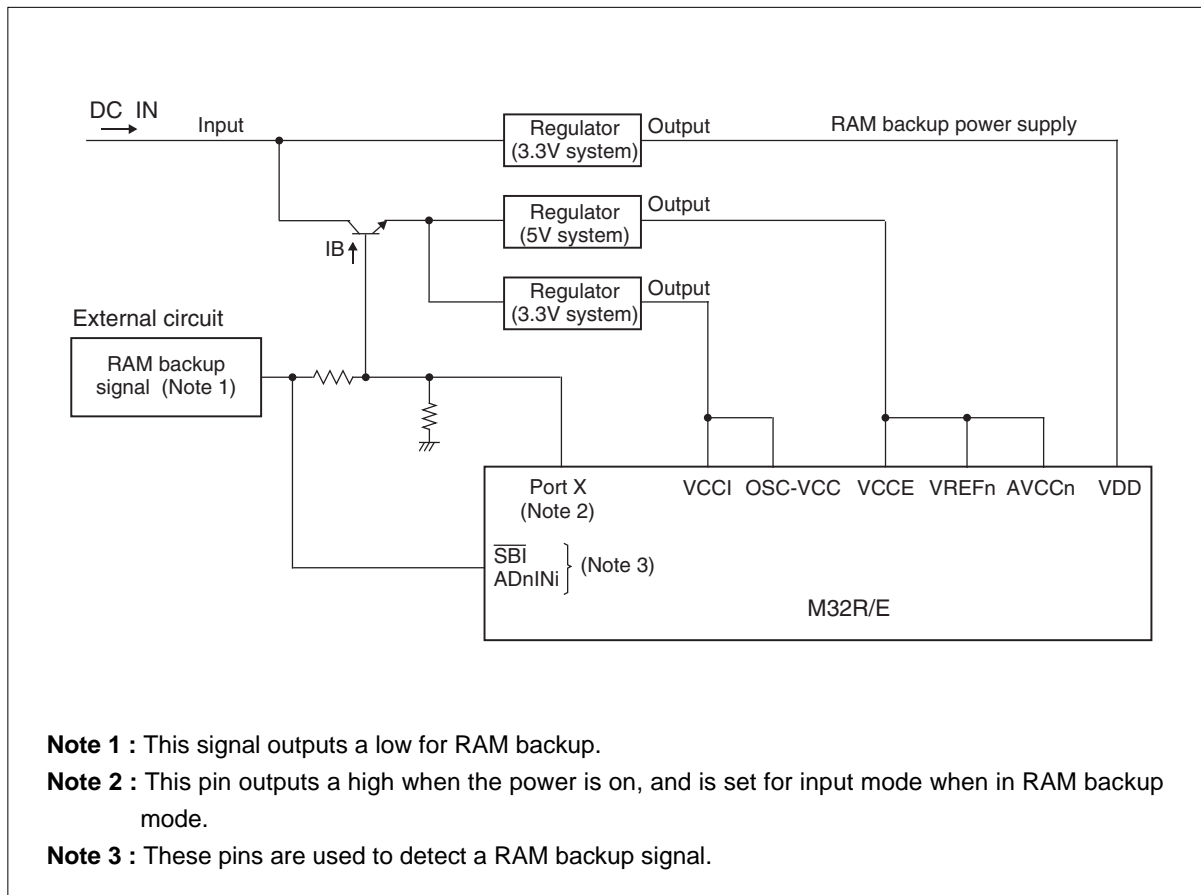 DC IN
Input
Regulator
(3.3V system)
Output
RAM backup power supply
Regulator
(5V system)
Output
IB
Regulator
(3.3V system)
Output
External circuit
RAM backup
signal (Note 1)
Port X
(Note 2)
VCCI OSC-VCC VCCE VREFn AVCCn VDD
SBI
ADnINi
(Note 3)
M32R/E
Note 1 : This signal outputs a low for RAM backup.
Note 2 : This pin outputs a high when the power is on, and is set for input mode when in RAM backup
mode.
Note 3 : These pins are used to detect a RAM backup signal.